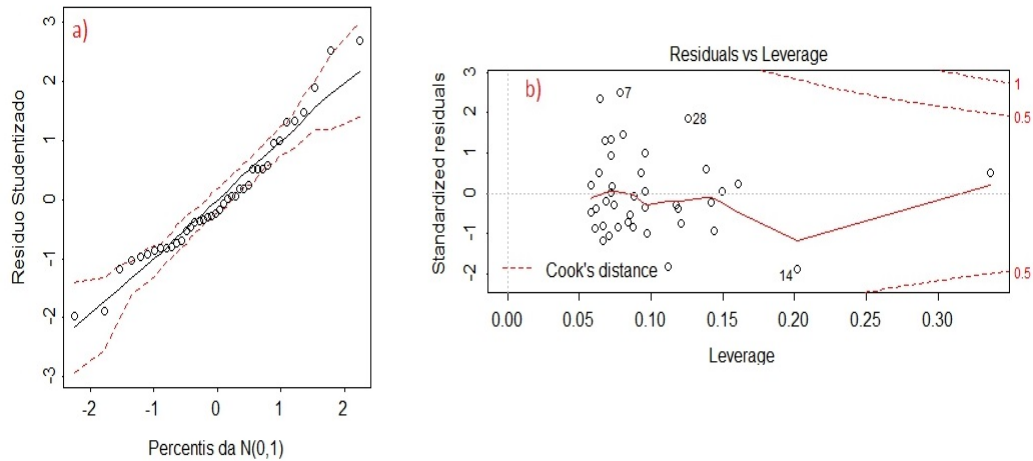 a)
3
2
1
0
-1
-2
-3
Residuo Studentizado
-2 -1 0 1 2
Percentis da N(0,1)
Residuals vs Leverage
b)
3
2
1
0
-1
-2
Standardized residuals
7
28
14
1
0.5
0.5
Cook's distance
0.00 0.05 0.10 0.15 0.20 0.25 0.30
Leverage